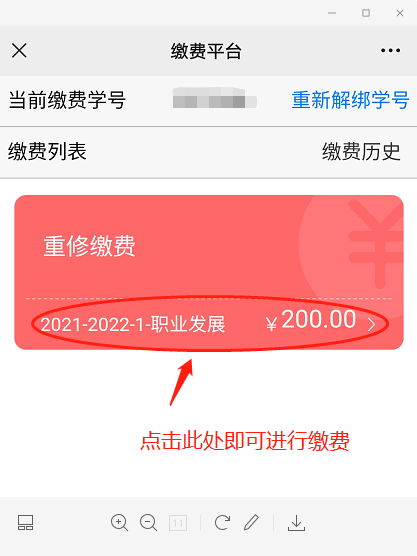 缴费平台
当前缴费学号 重新解绑学号
缴费列表 缴费历史
重修缴费
2021-2022-1-职业发展 ￥200.00
点击此处即可进行缴费
1:1